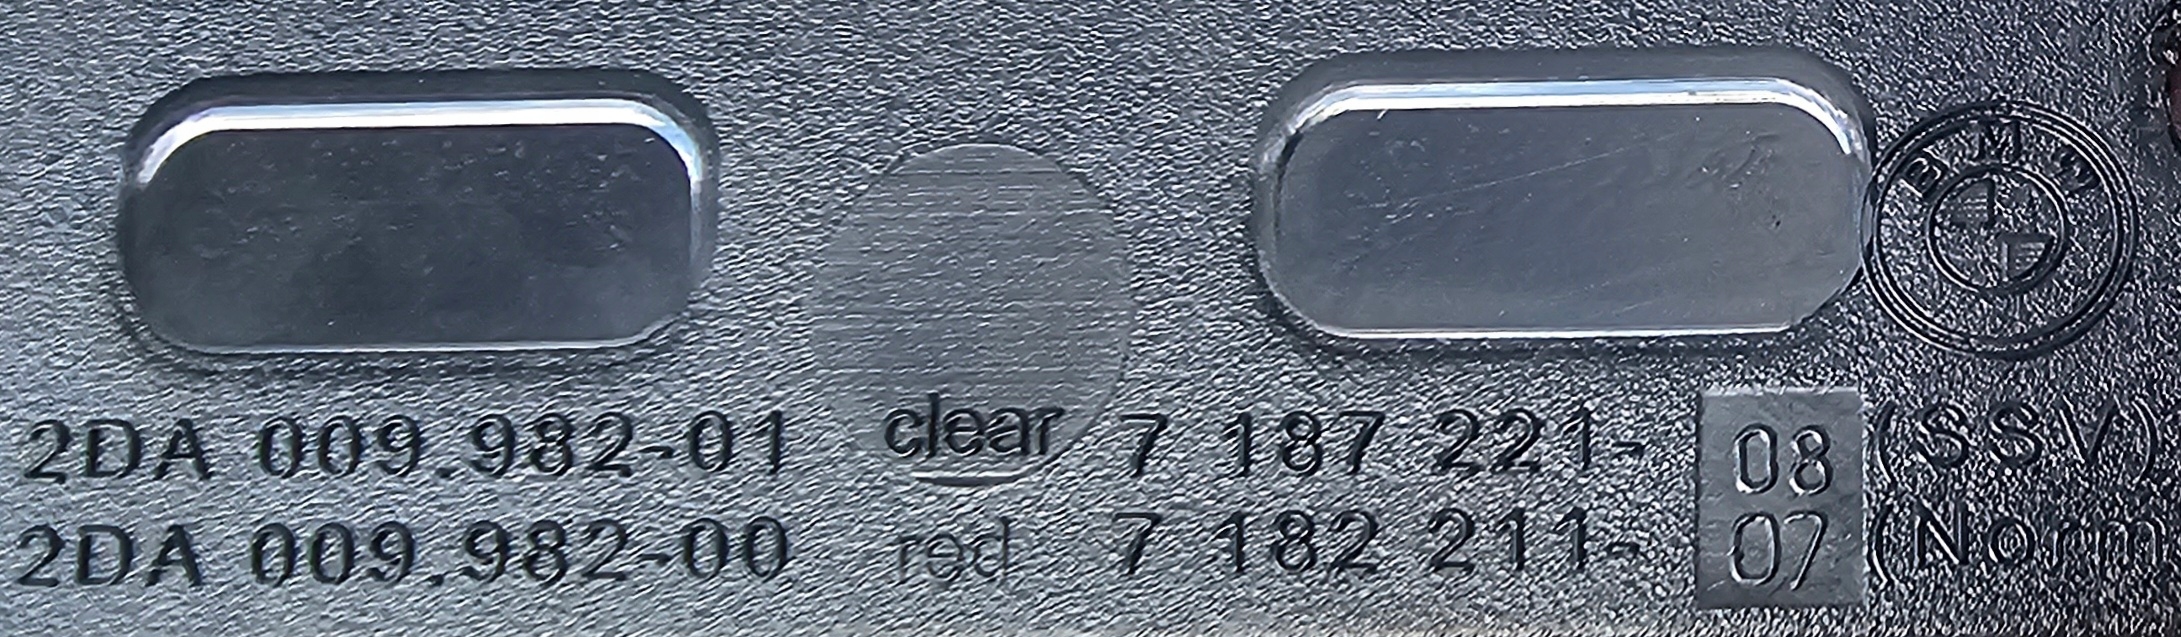 BMW
2DA 009.982-01 clear 7 187 221- 08 (SSV)
2DA 009.982-00 red 7 182 211- 07 (Norm